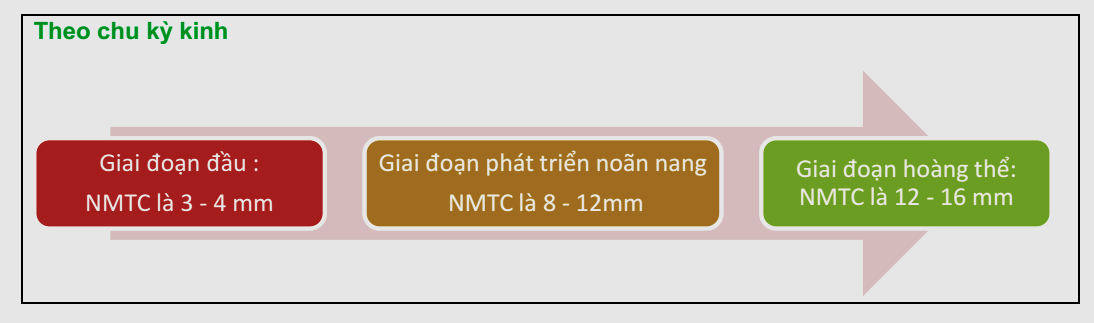 Theo chu kỳ kinh
Giai đoạn đầu :
NMTC là 3 - 4 mm
Giai đoạn phát triển noãn nang
NMTC là 8 - 12mm
Giai đoạn hoàng thể:
NMTC là 12 - 16 mm